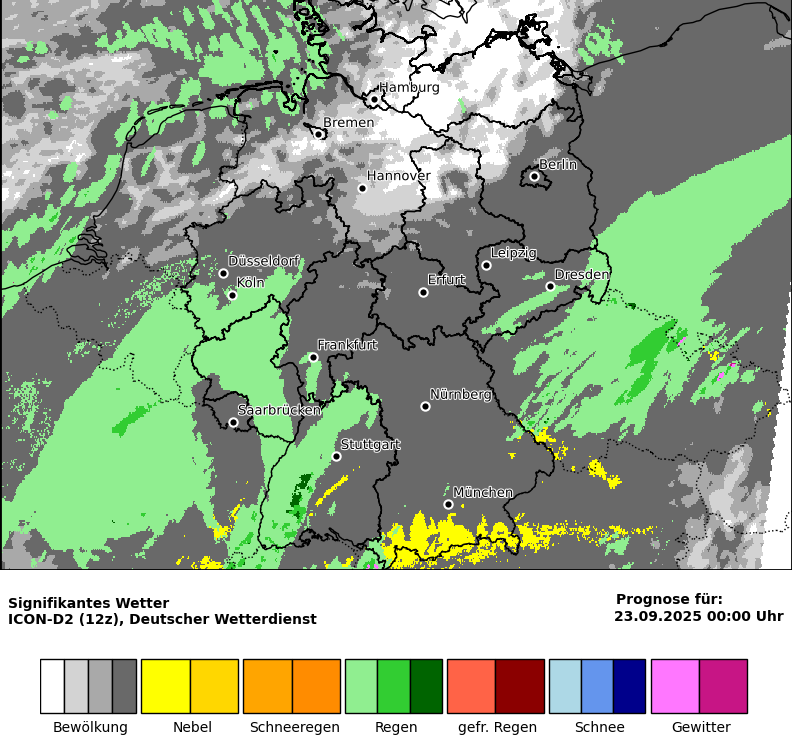 Hamburg
Bremen
Berlin
Hannover
Leipzig
Düsseldorf
Dresden
Köln
Erfurt
Frankfurt
Nürnberg
Saarbrücken
Stuttgart
München
Signifikantes Wetter
ICON-D2 (12z), Deutscher Wetterdienst
Prognose für:
23.09.2025 00:00 Uhr
Bewölkung Nebel Schneeregen Regen gefr. Regen Schnee Gewitter